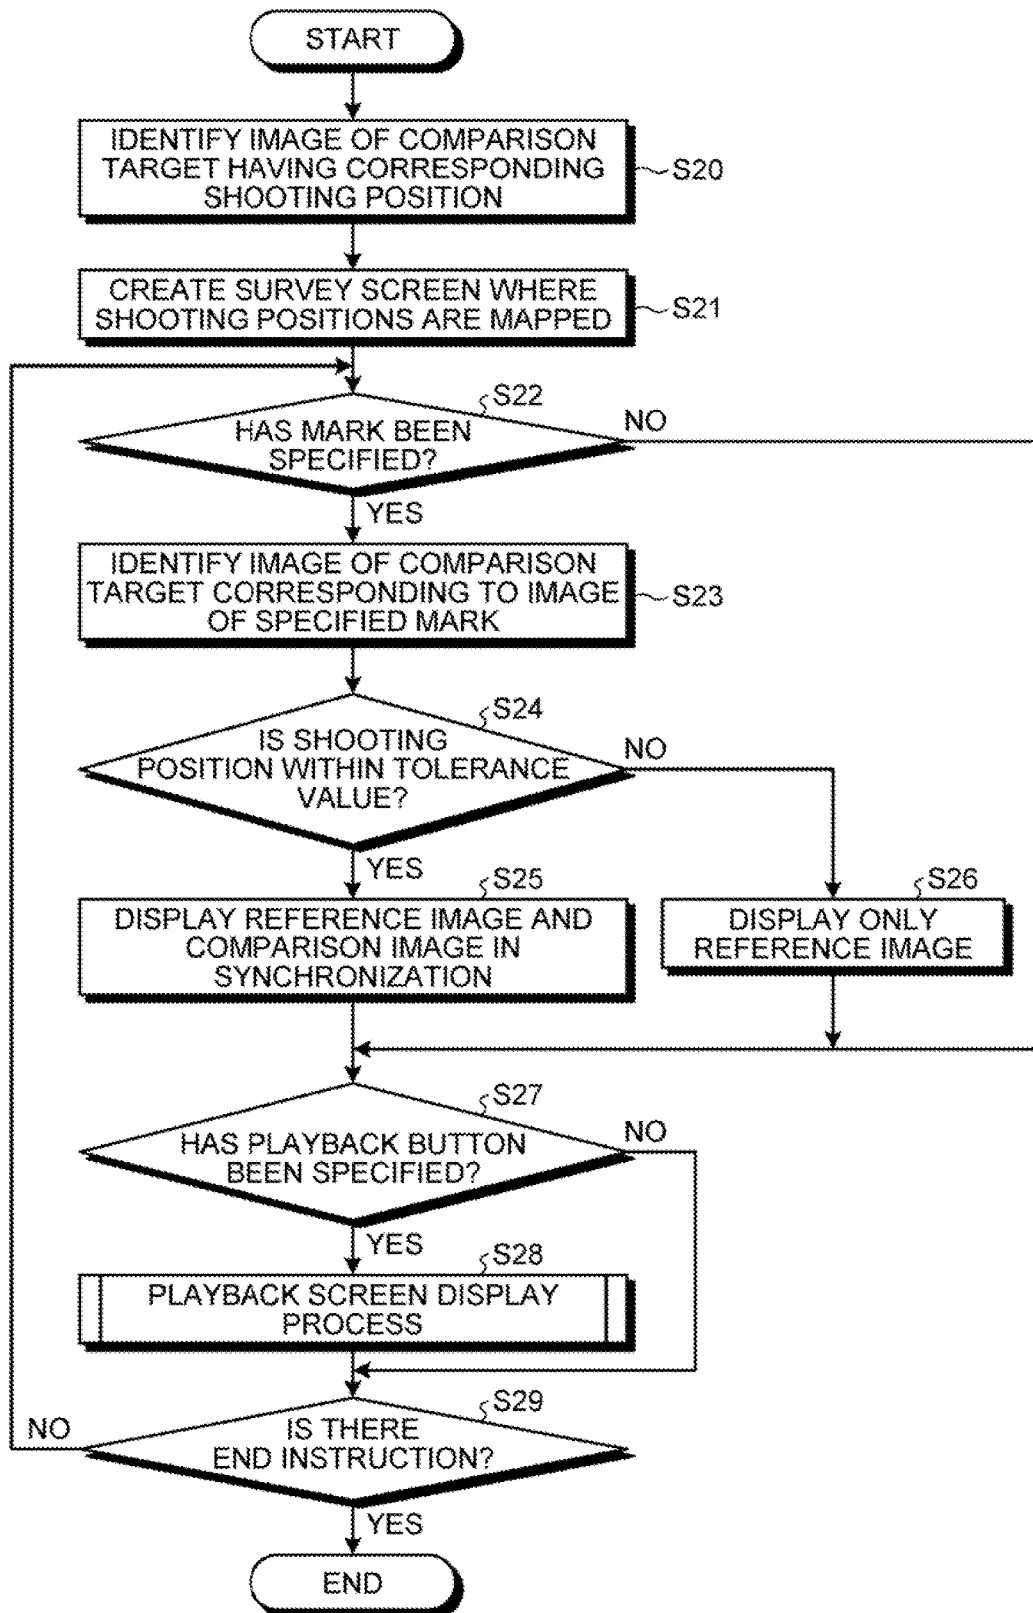 START
IDENTIFY IMAGE OF COMPARISON
TARGET HAVING CORRESPONDING
SHOOTING POSITION
S20
CREATE SURVEY SCREEN WHERE
SHOOTING POSITIONS ARE MAPPED
S21
S22
HAS MARK BEEN
SPECIFIED?
NO
YES
IDENTIFY IMAGE OF COMPARISON
TARGET CORRESPONDING TO IMAGE
OF SPECIFIED MARK
S23
S24
IS SHOOTING
POSITION WITHIN TOLERANCE
VALUE?
NO
YES
S25
DISPLAY REFERENCE IMAGE AND
COMPARISON IMAGE IN
SYNCHRONIZATION
S26
DISPLAY ONLY
REFERENCE IMAGE
S27
HAS PLAYBACK BUTTON
BEEN SPECIFIED?
NO
YES
S28
PLAYBACK SCREEN DISPLAY
PROCESS
S29
IS THERE
END INSTRUCTION?
NO
YES
END